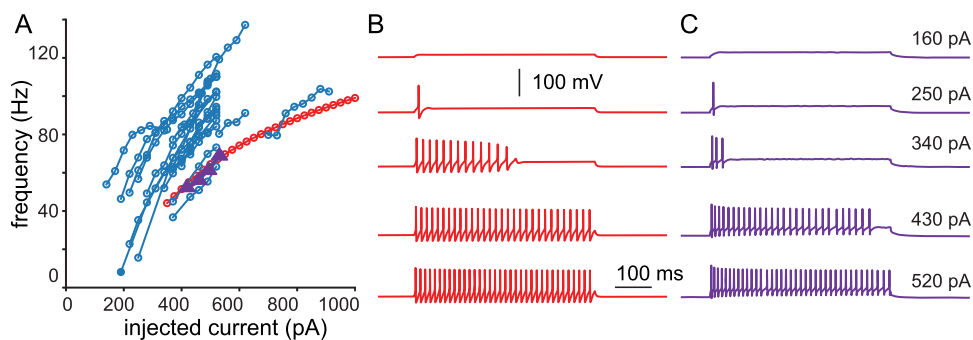 A
frequency (Hz)
120
80
40
0
0
200
400
600
800
1000
injected current (pA)
B
100 mV
100 ms
C
160 pA
250 pA
340 pA
430 pA
520 pA